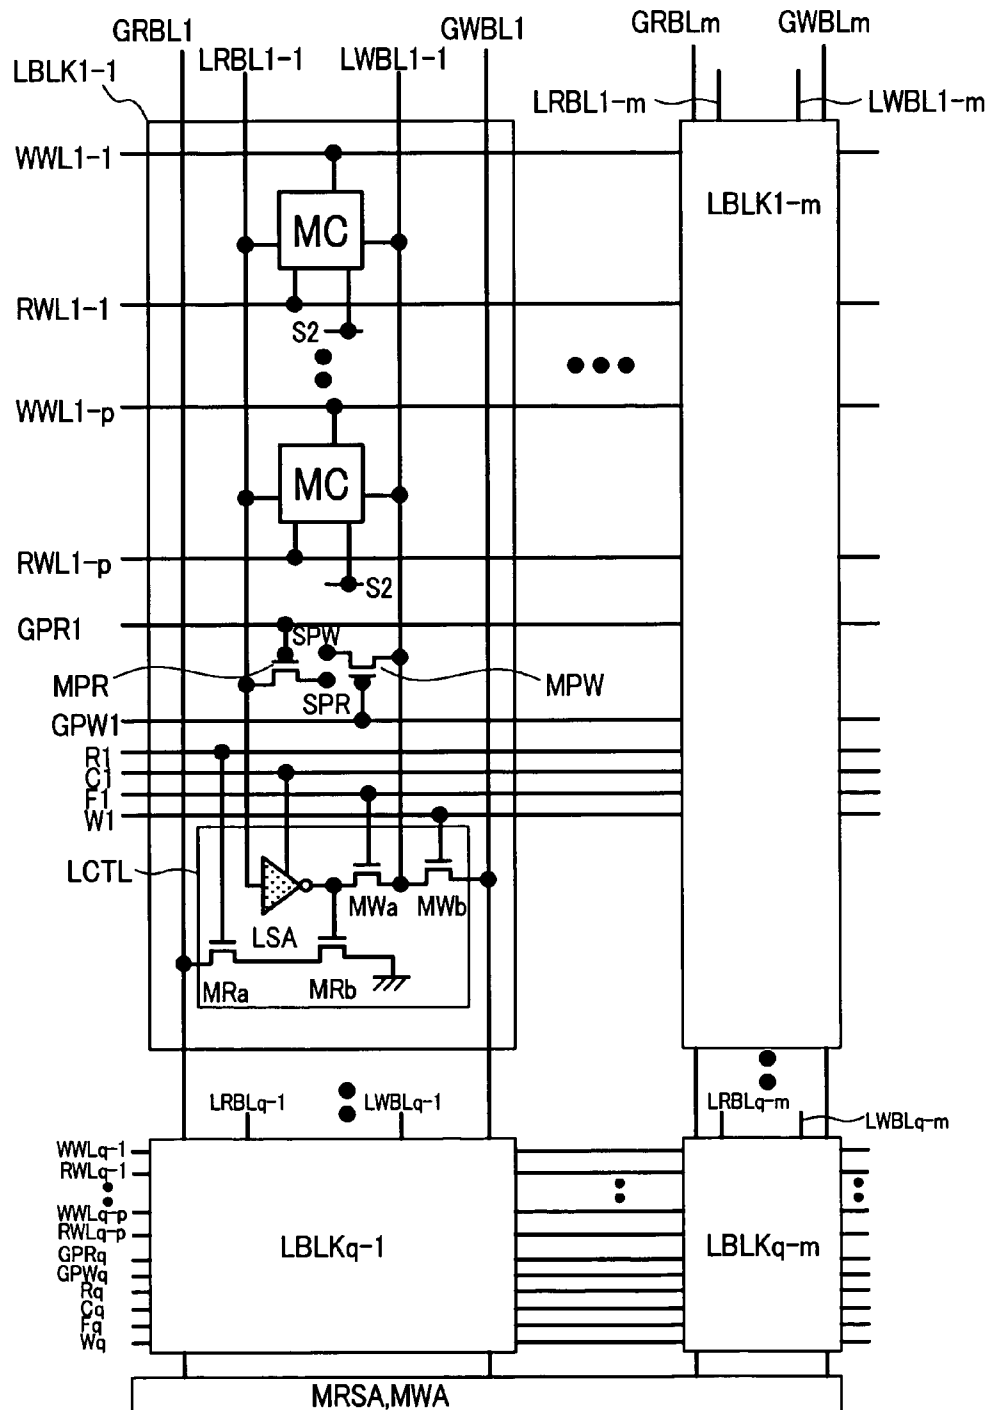 GRBL1
LRBL1-1
LWBL1-1
GWBL1
GRBLm
GWBLm
LBLK1-1
LRBL1-m
LWBL1-m
WWL1-1
MC
LBLK1-m
RWL1-1
S2
WWL1-p
MC
RWL1-p
S2
GPR1
SPW
MPR
MPW
SPR
GPW1
R1
C1
F1
W1
LCTL
MWa
MWb
LSA
MRa
MRb
LRBLq-1
LWBLq-1
LRBLq-m
LWBLq-m
WWLq-1
RWLq-1
WWLq-p
RWLq-p
GPRq
GPWq
Rq
Cq
Fq
Wq
LBLKq-1
LBLKq-m
MRSA,MWA